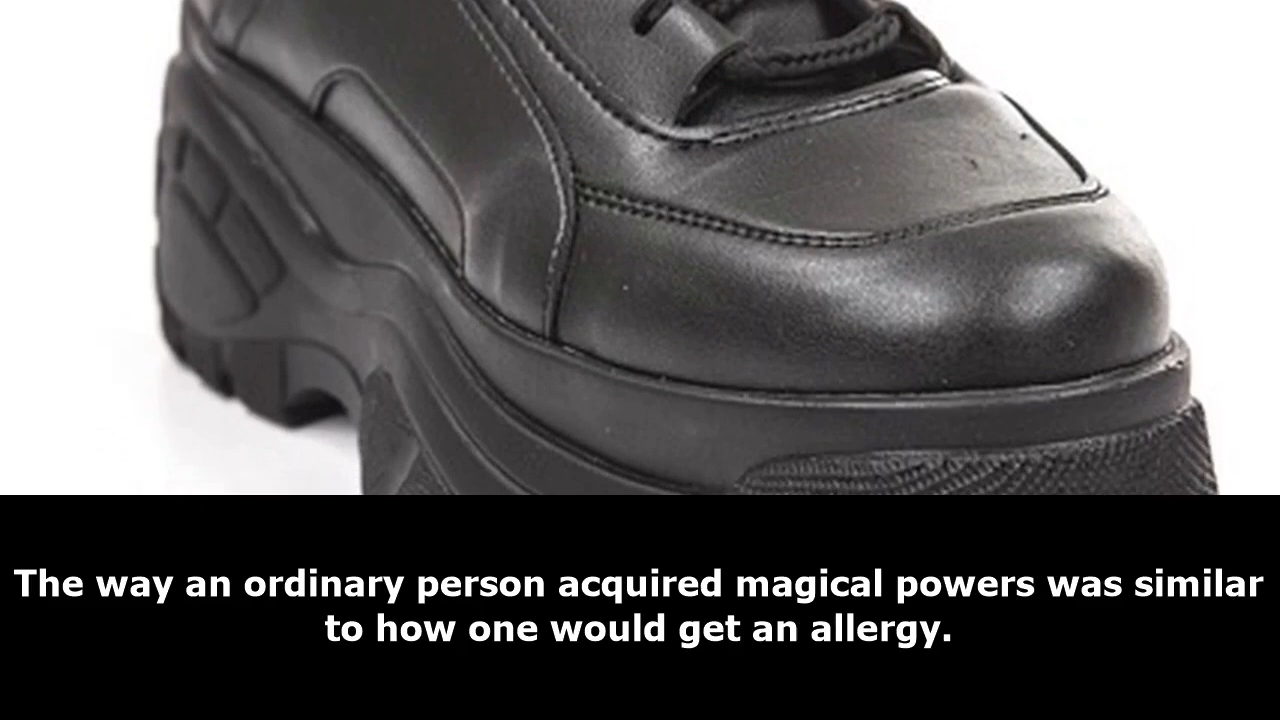 The way an ordinary person acquired magical powers was similar
to how one would get an allergy.